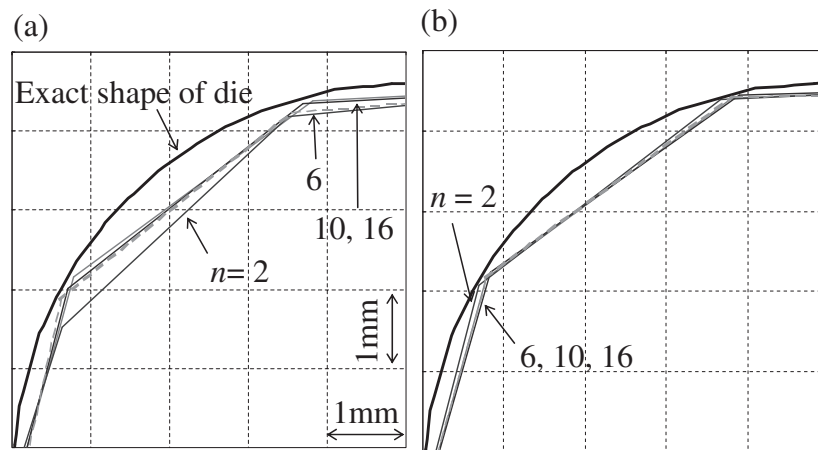 (a)
Exact shape of die
6
10, 16
n= 2
1mm
1mm
(b)
n = 2
6, 10, 16